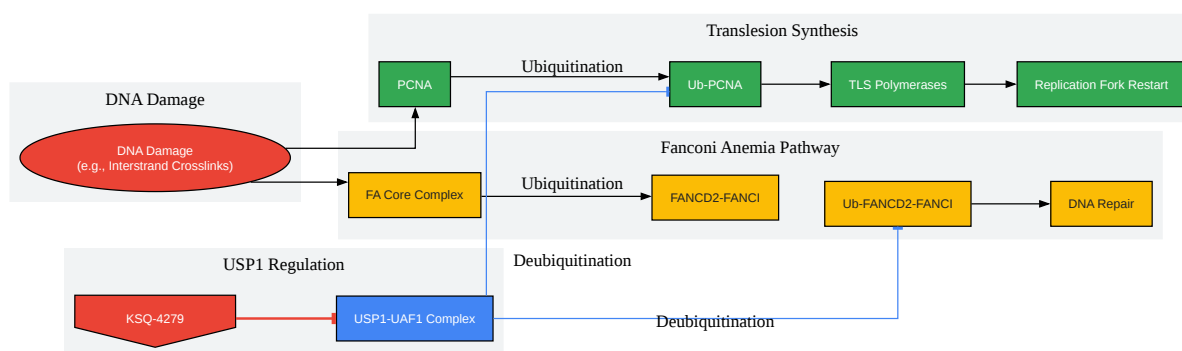 Translesion Synthesis
Ubiquitination
PCNA
Ub-PCNA
TLS Polymerases
Replication Fork Restart
DNA Damage
DNA Damage
(e.g., Interstrand Crosslinks)
Fanconi Anemia Pathway
Ubiquitination
FA Core Complex
FANCD2-FANCI
Ub-FANCD2-FANCI
DNA Repair
USP1 Regulation
Deubiquitination
KSQ-4279
USP1-UAF1 Complex
Deubiquitination